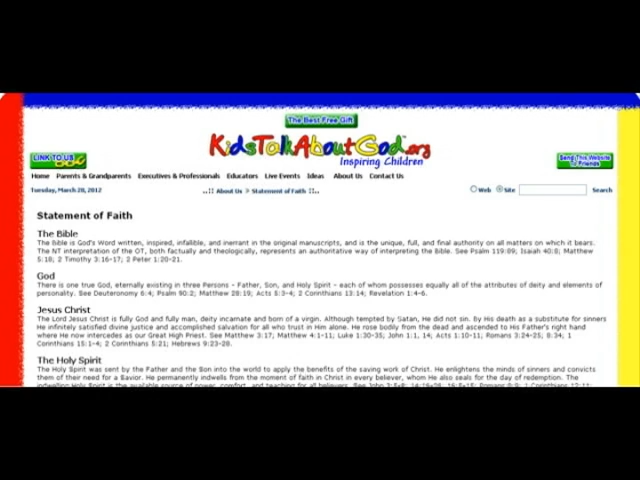 The Best Free Gift
LINK TO US
KidsTalkAboutGod.org
Inspiring Children
Send This Website
To Friends
Home Parents & Grandparents Executives & Professionals Educators Live Events Ideas About Us Contact Us
Tuesday, March 20, 2012 ..:: About Us > Statement of Faith ::.. Web Site Search
Statement of Faith
The Bible
The Bible is God's Word written, inspired, infallible, and inerrant in the original manuscripts, and is the unique, full, and final authority on all matters on which it bears.
The NT interpretation of the OT, both factually and theologically, represents an authoritative way of interpreting the Bible. See Psalm 119:89; Isaiah 40:8; Matthew
5:18; 2 Timothy 3:16-17; 2 Peter 1:20-21.
God
There is one true God, eternally existing in three Persons – Father, Son, and Holy Spirit – each of whom possesses equally all of the attributes of deity and elements of
personality. See Deuteronomy 6:4; Psalm 90:2; Matthew 28:19; Acts 5:3-4; 2 Corinthians 13:14; Revelation 1:4-6.
Jesus Christ
The Lord Jesus Christ is fully God and fully man, deity incarnate and born of a virgin. Although tempted by Satan, He did not sin. By His death as a substitute for sinners
He infinitely satisfied divine justice and accomplished salvation for all who trust in Him alone. He rose bodily from the dead and ascended to His Father's right hand
where He now intercedes as our Great High Priest. See Matthew 3:17; Matthew 4:1-11; Luke 1:30-35; John 1:1, 14; Acts 1:10-11; Romans 3:24-25, 8:34; 1
Corinthians 15:1-4; 2 Corinthians 5:21; Hebrews 9:23-28.
The Holy Spirit
The Holy Spirit was sent by the Father and the Son into the world to apply the benefits of the saving work of Christ. He enlightens the minds of sinners and convicts
them of their need for a Savior. He permanently indwells from the moment of faith in Christ in every believer, whom He also seals for the day of redemption. The
indwelling Holy Spirit is the available source of power, comfort, and teaching for all believers. See John